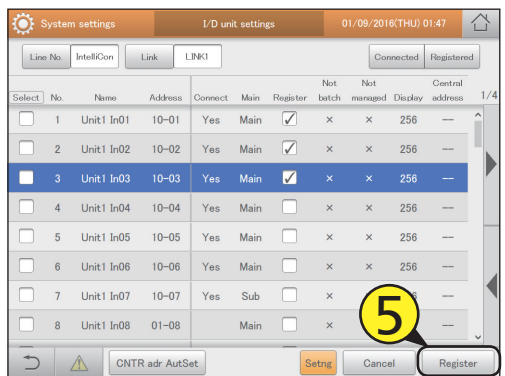 System settings I/D unit settings 01/09/2016(THU) 01:47
Line No. IntelliCon Link LINK1 Connected Registered
Select No. Name Address Connect Main Register Not batch Not managed Display Central address 1/4
1 Unit1 In01 10-01 Yes Main ✓ × × 256 --
2 Unit1 In02 10-02 Yes Main ✓ × × 256 --
3 Unit1 In03 10-03 Yes Main ✓ × × 256 --
4 Unit1 In04 10-04 Yes Main × × 256 --
5 Unit1 In05 10-05 Yes Main × × 256 --
6 Unit1 In06 10-06 Yes Main × × 256 --
7 Unit1 In07 10-07 Yes Sub × --
8 Unit1 In08 01-08 Main × --
5
CNTR adr AutSet Setng Cancel Register